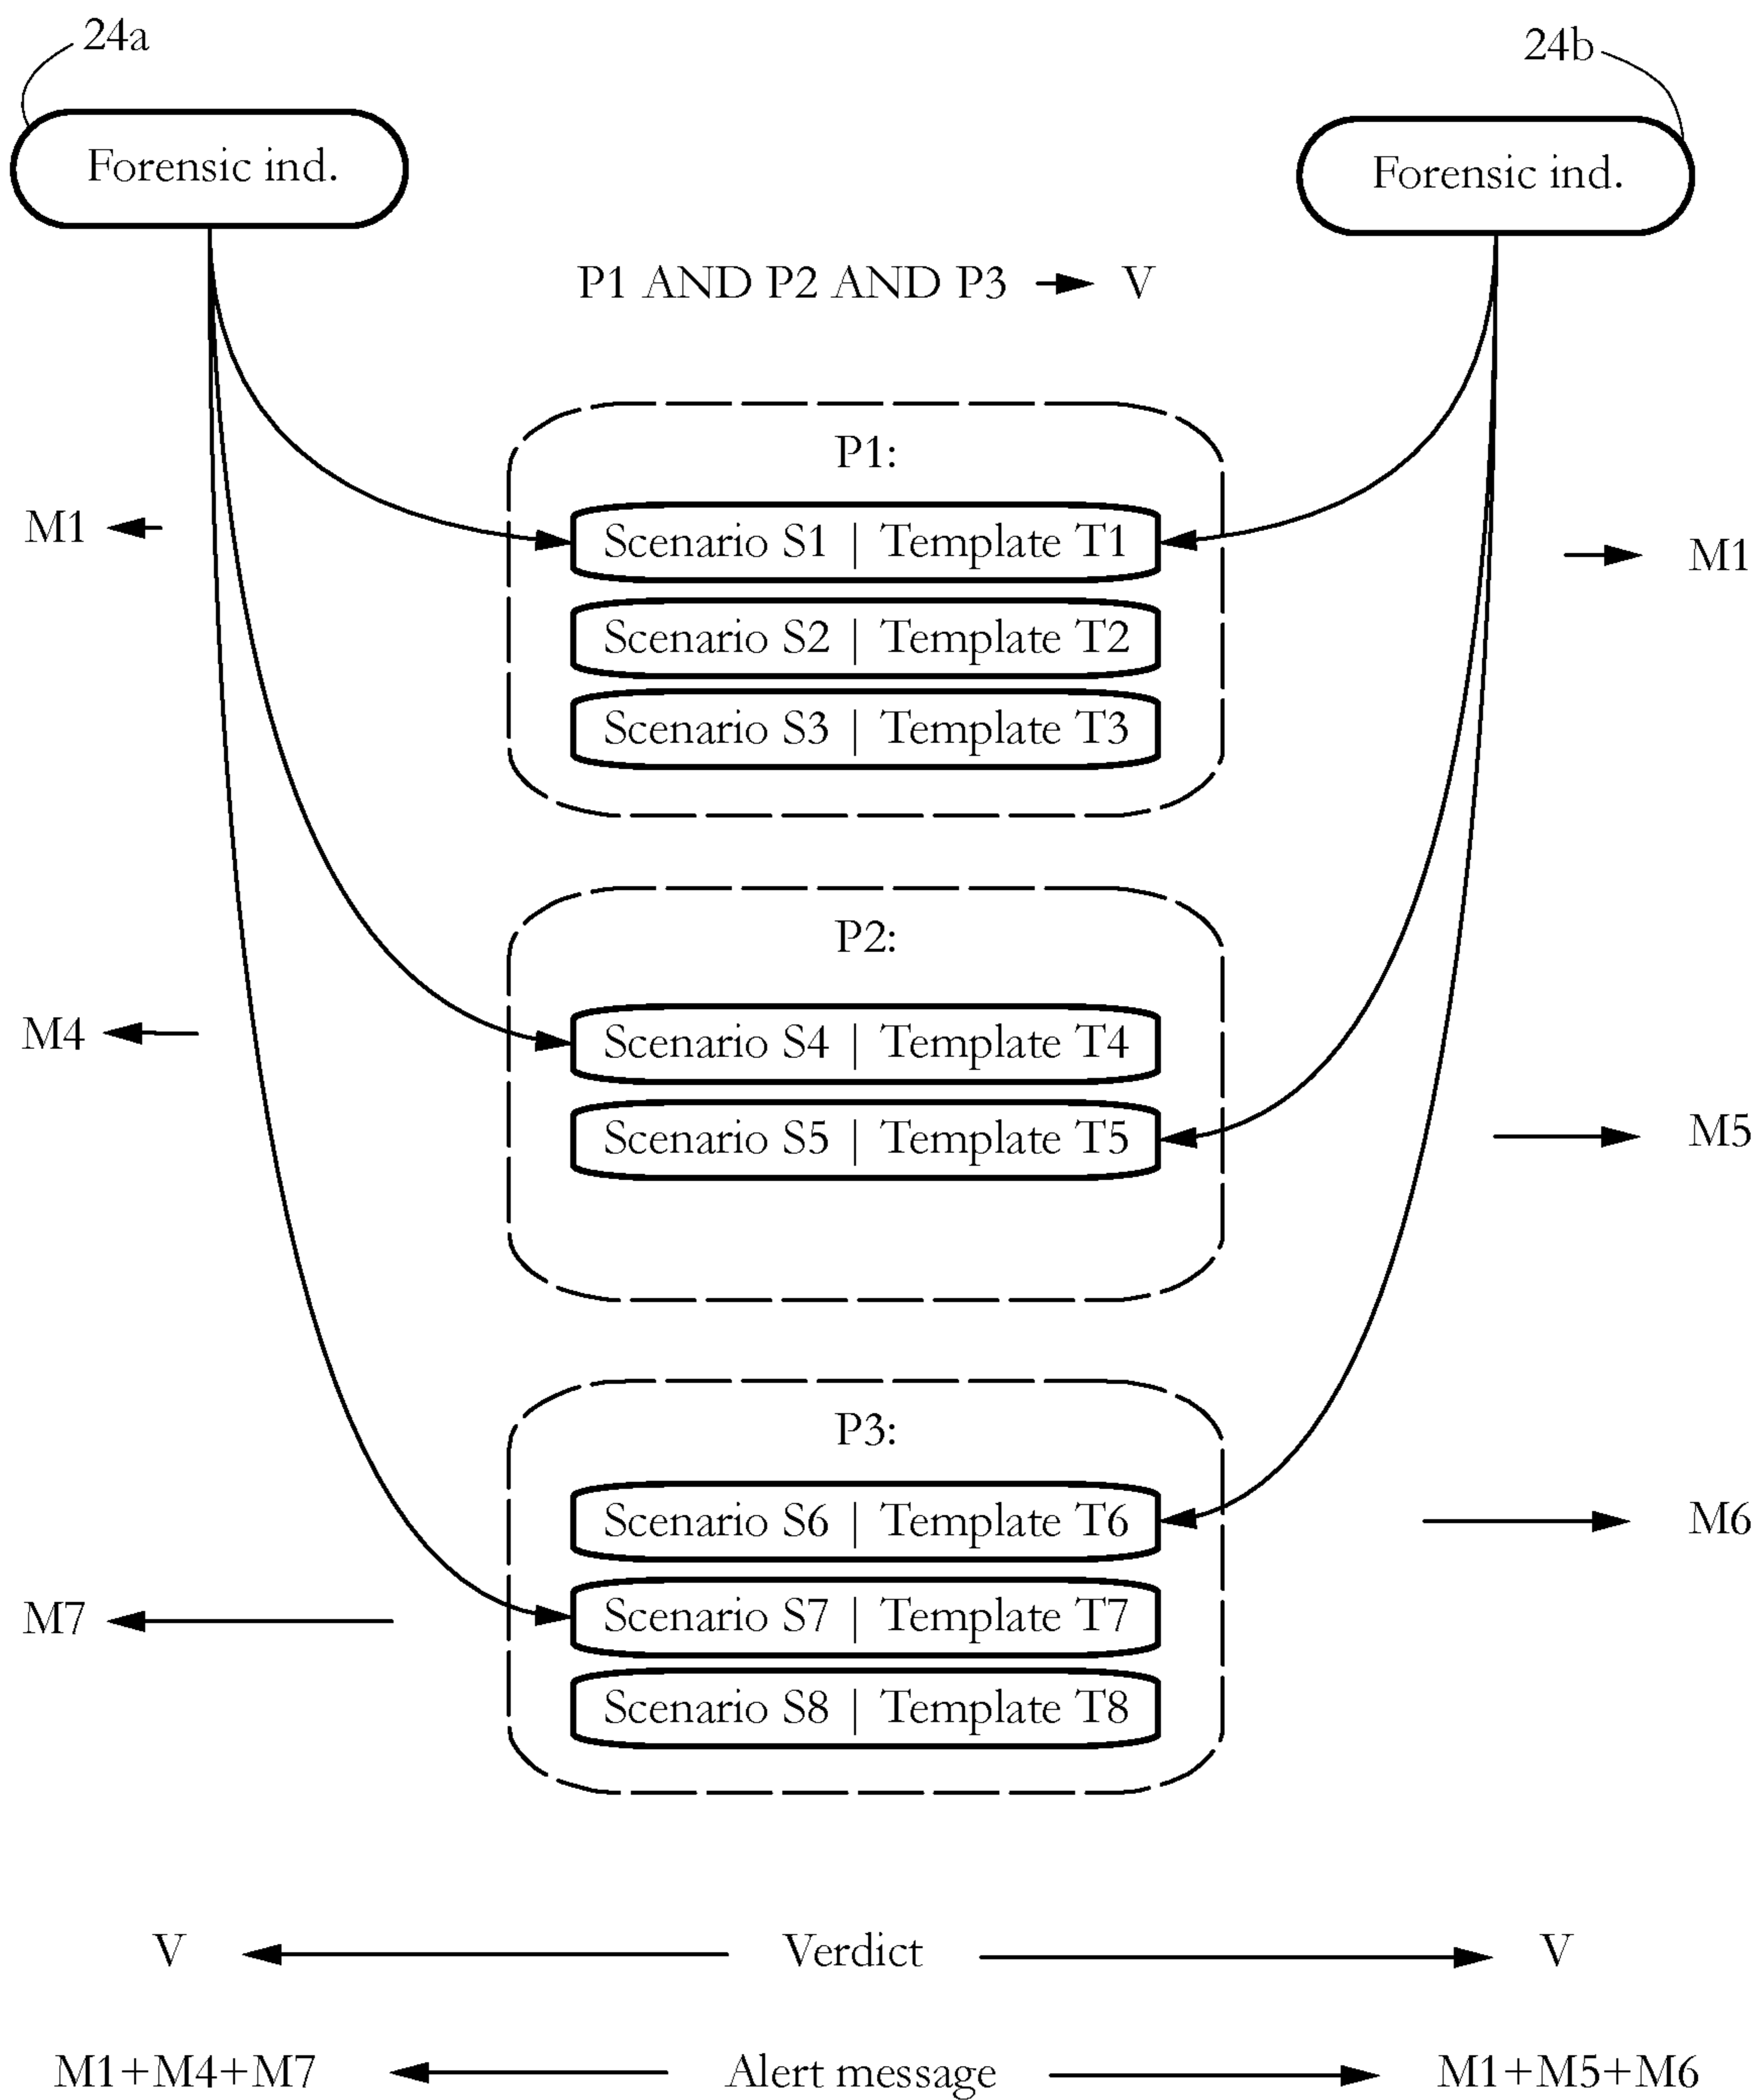 24a
24b
Forensic ind.
Forensic ind.
P1 AND P2 AND P3 → V
P1:
M1
Scenario S1 | Template T1
M1
Scenario S2 | Template T2
Scenario S3 | Template T3
P2:
M4
Scenario S4 | Template T4
Scenario S5 | Template T5
M5
P3:
Scenario S6 | Template T6
M6
M7
Scenario S7 | Template T7
Scenario S8 | Template T8
V
Verdict
V
M1+M4+M7
Alert message
M1+M5+M6